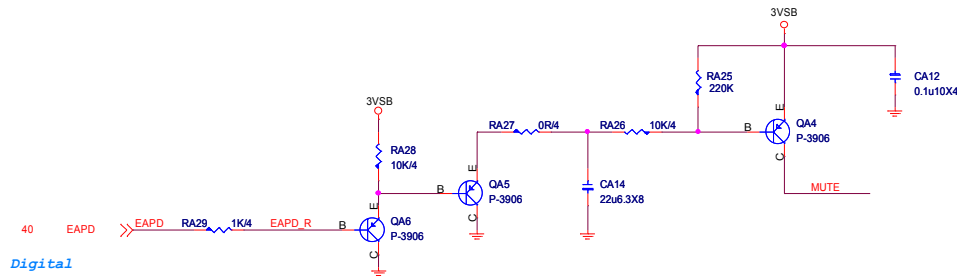 3VSB
RA25
220K
CA12
0.1u10X4
E
B
QA4
P-3906
C
MUTE
3VSB
RA27
0R/4
RA26
10K/4
RA28
10K/4
E
B
QA5
P-3906
C
CA14
22u6.3X8
40
EAPD
EAPD
RA29
1K/4
EAPD_R
E
B
QA6
P-3906
C
Digital